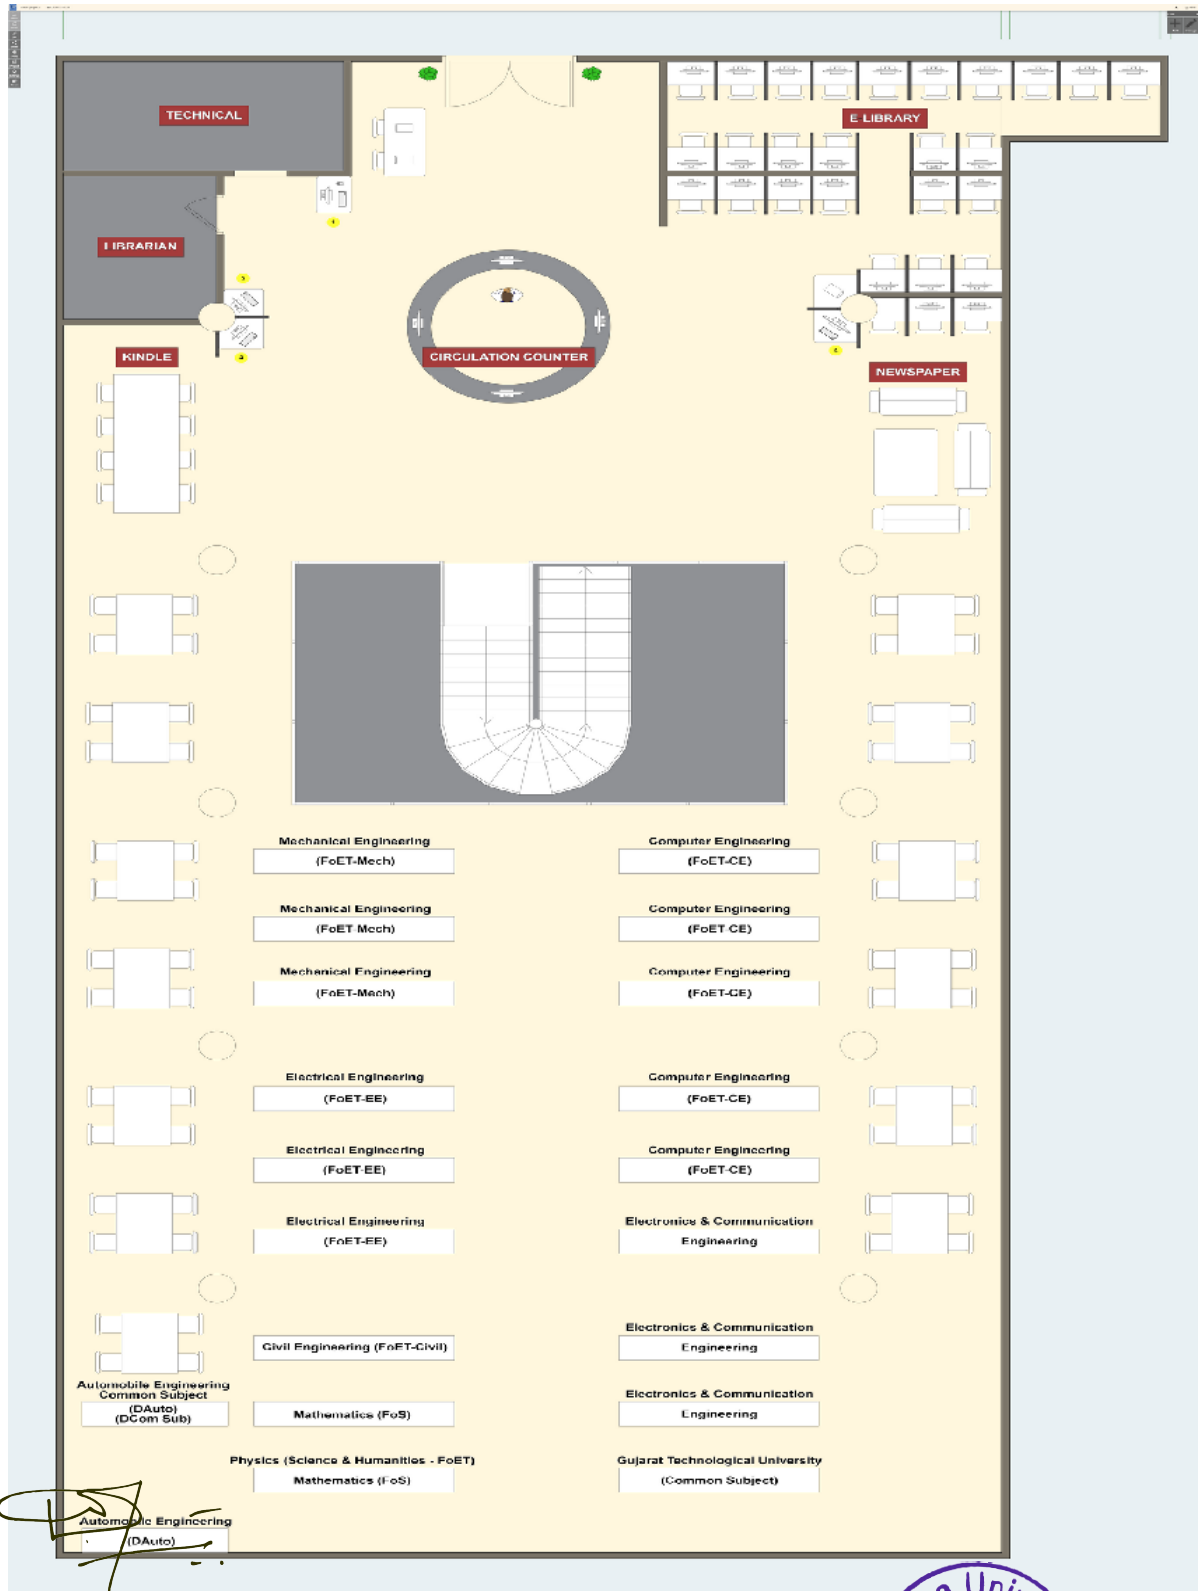 TECHNICAL
E-LIBRARY
LIBRARIAN
KINDLE
CIRCULATION COUNTER
NEWSPAPER
Mechanical Engineering
(FoET-Mech)
Computer Engineering
(FoET-CE)
Mechanical Engineering
(FoET-Mech)
Computer Engineering
(FoET-CE)
Mechanical Engineering
(FoET-Mech)
Computer Engineering
(FoET-CE)
Electrical Engineering
(FoET-EE)
Computer Engineering
(FoET-CE)
Electrical Engineering
(FoET-EE)
Computer Engineering
(FoET-CE)
Electrical Engineering
(FoET-EE)
Electronics & Communication
Engineering
Civil Engineering (FoET-Civil)
Electronics & Communication
Engineering
Automobile Engineering
Common Subject
(DAuto)
(DCom Sub)
Mathematics (FoS)
Electronics & Communication
Engineering
Physics (Science & Humanities - FoET)
Mathematics (FoS)
Gujarat Technological University
(Common Subject)
Automobile Engineering
(DAuto)